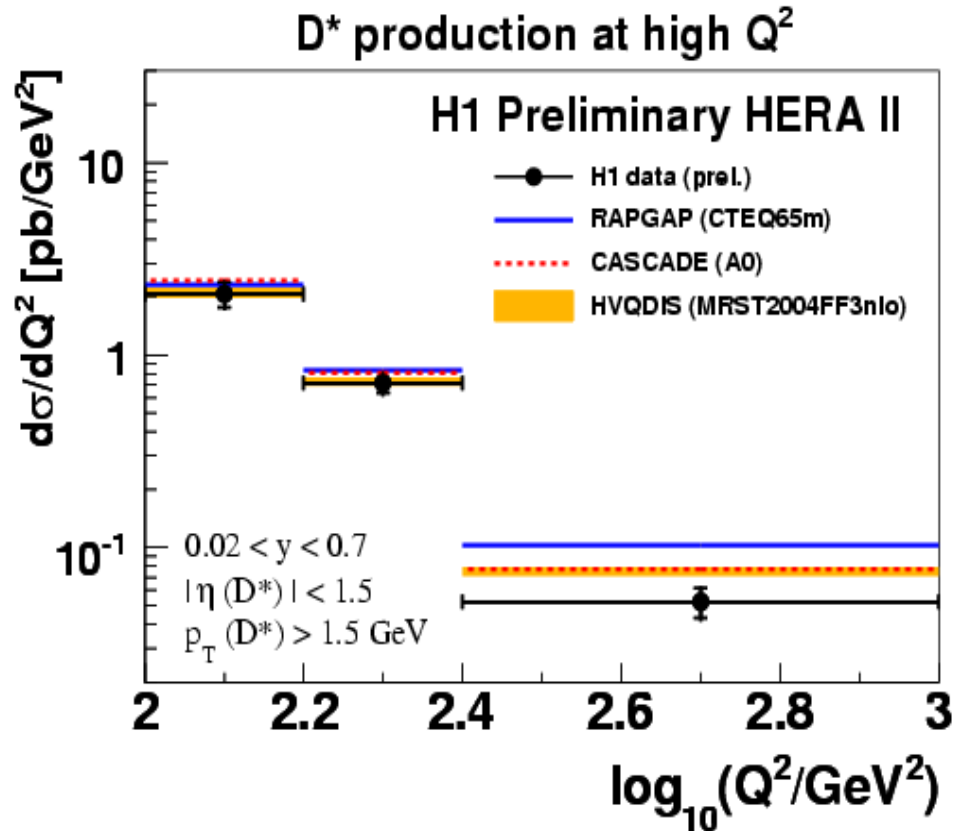 D* production at high Q²
dσ/dQ² [pb/GeV²]
H1 Preliminary HERA II
H1 data (prel.)
RAPGAP (CTEQ65m)
CASCADE (A0)
HVQDIS (MRST2004FF3nlo)
10
1
10⁻¹
0.02 < y < 0.7
|η (D*)| < 1.5
p_T (D*) > 1.5 GeV
2 2.2 2.4 2.6 2.8 3
log₁₀(Q²/GeV²)